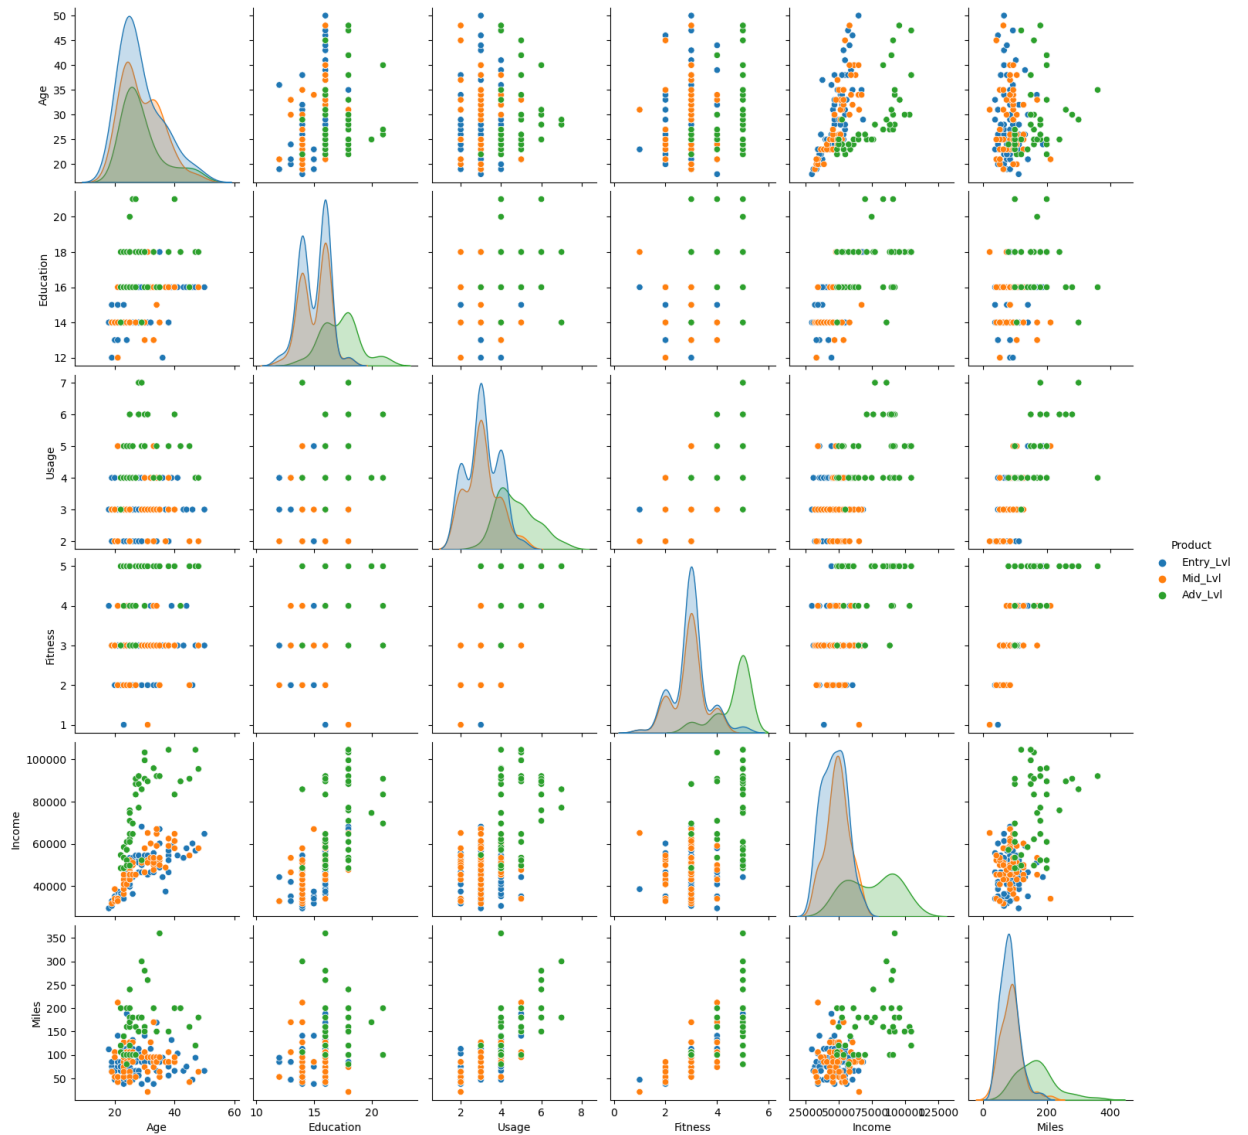 50
45
40
35
30
25
20
Age
20
18
16
14
12
Education
7
6
5
4
3
2
Usage
5
4
3
2
1
Fitness
100000
80000
60000
40000
Income
350
300
250
200
150
100
50
Miles
20 40 60
Age
10 15 20
Education
2 4 6 8
Usage
0 2 4 6
Fitness
25000 50000 75000 100000 125000
Income
0 200 400
Miles
Product
Entry_Lvl
Mid_Lvl
Adv_Lvl